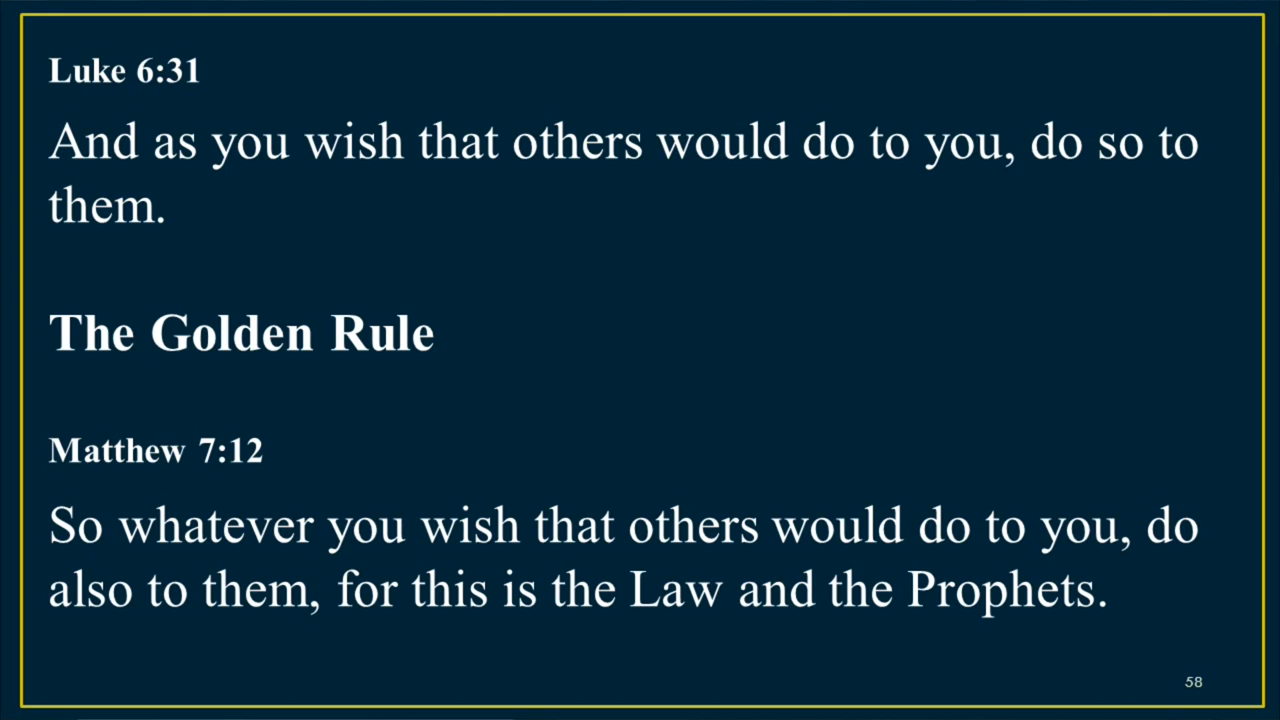 Luke 6:31
And as you wish that others would do to you, do so to
them.
The Golden Rule
Matthew 7:12
So whatever you wish that others would do to you, do
also to them, for this is the Law and the Prophets.
58